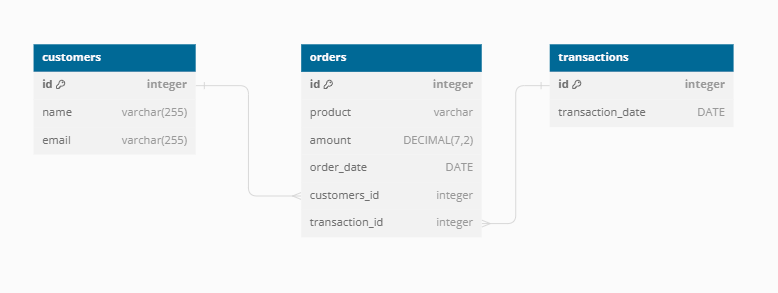 customers
id integer
name varchar(255)
email varchar(255)
orders
id integer
product varchar
amount DECIMAL(7,2)
order_date DATE
customers_id integer
transaction_id integer
transactions
id integer
transaction_date DATE